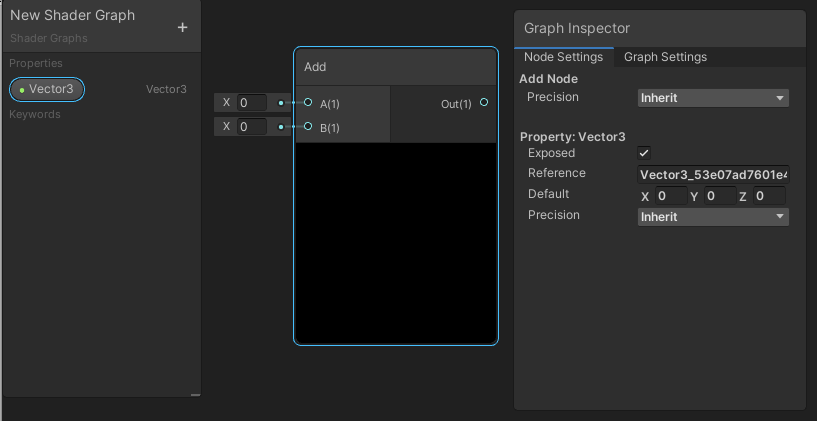 New Shader Graph
+
Shader Graphs
Properties
Vector3 Vector3
Keywords
Add
X 0 A(1) Out(1)
X 0 B(1)
Graph Inspector
Node Settings Graph Settings
Add Node
Precision Inherit
Property: Vector3
Exposed
Reference Vector3_53e07ad7601e4
Default X 0 Y 0 Z 0
Precision Inherit